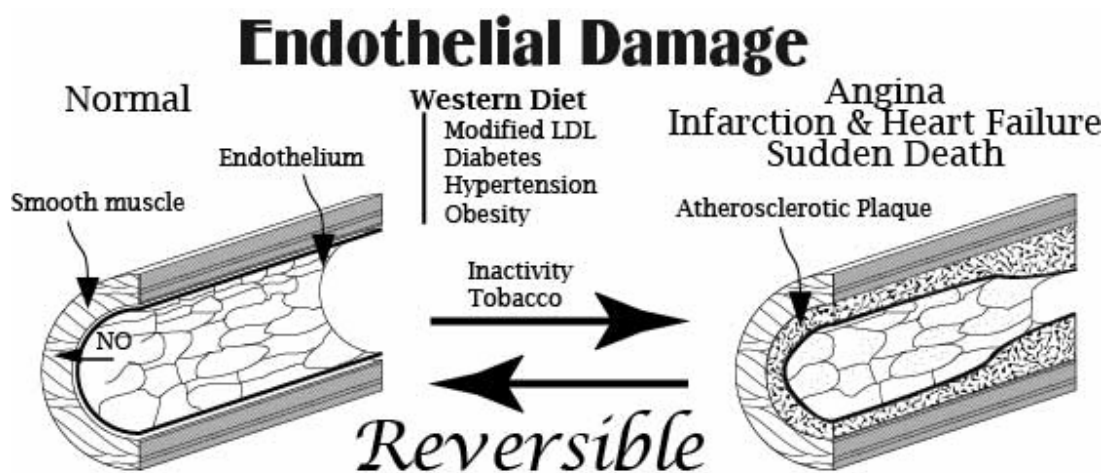 Endothelial Damage
Normal
Endothelium
Smooth muscle
NO
Western Diet
Modified LDL
Diabetes
Hypertension
Obesity
Inactivity
Tobacco
Reversible
Angina
Infarction & Heart Failure
Sudden Death
Atherosclerotic Plaque